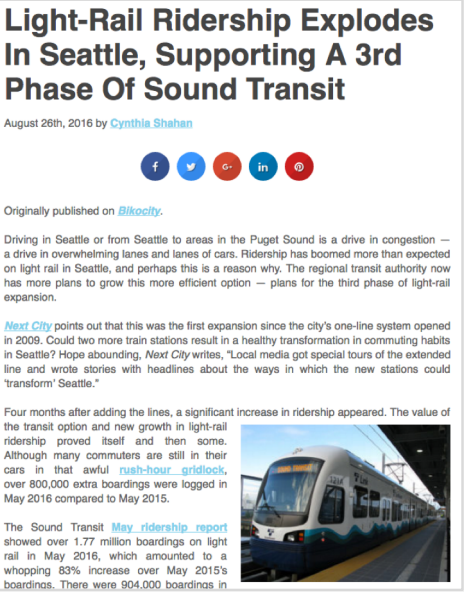 Light-Rail Ridership Explodes
In Seattle, Supporting A 3rd
Phase Of Sound Transit
August 26th, 2016 by Cynthia Shahan
f
G+
in
Originally published on Bikocity.
Driving in Seattle or from Seattle to areas in the Puget Sound is a drive in congestion —
a drive in overwhelming lanes and lanes of cars. Ridership has boomed more than expected
on light rail in Seattle, and perhaps this is a reason why. The regional transit authority now
has more plans to grow this more efficient option — plans for the third phase of light-rail
expansion.
Next City points out that this was the first expansion since the city's one-line system opened
in 2009. Could two more train stations result in a healthy transformation in commuting habits
in Seattle? Hope abounding, Next City writes, "Local media got special tours of the extended
line and wrote stories with headlines about the ways in which the new stations could
'transform' Seattle."
Four months after adding the lines, a significant increase in ridership appeared. The value of
the transit option and new growth in light-rail
ridership proved itself and then some.
Although many commuters are still in their
cars in that awful rush-hour gridlock,
over 800,000 extra boardings were logged in
May 2016 compared to May 2015.
The Sound Transit May ridership report
showed over 1.77 million boardings on light
rail in May 2016, which amounted to a
whopping 83% increase over May 2015's
boardings. There were 904,000 boardings in